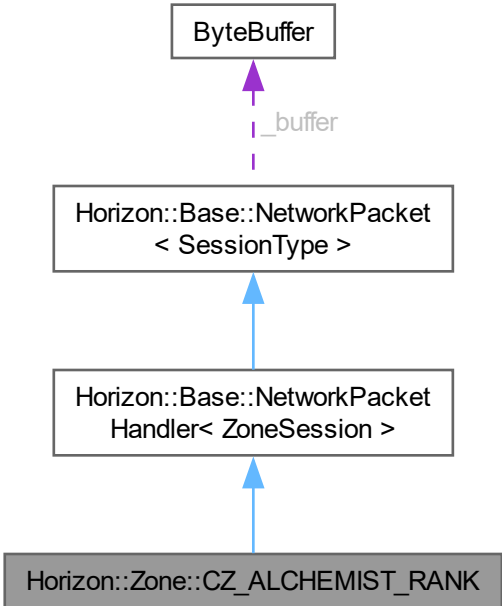 ByteBuffer
_buffer
Horizon::Base::NetworkPacket
< SessionType >
Horizon::Base::NetworkPacket
Handler< ZoneSession >
Horizon::Zone::CZ_ALCHEMIST_RANK